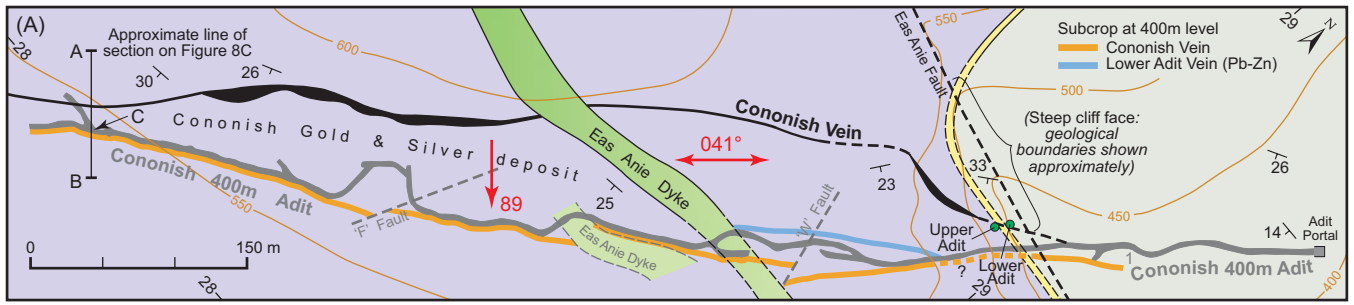 (A)
28
Approximate line of
section on Figure 8C
A
30
26
600
Eas Anie Fault
550
29
N
Subcrop at 400m level
Cononish Vein
Lower Adit Vein (Pb-Zn)
500
(Steep cliff face:
geological
boundaries shown
approximately)
C
Cononish Gold & Silver deposit
Cononish Vein
Eas Anie Dyke
041°
B
Cononish 400m Adit
550
'F' Fault
89
25
Eas Anie Dyke
'W' Fault
23
33
26
450
Upper
Adit
Lower
Adit
?
29
1
Cononish 400m Adit
14
Adit
Portal
400
0
150 m
28